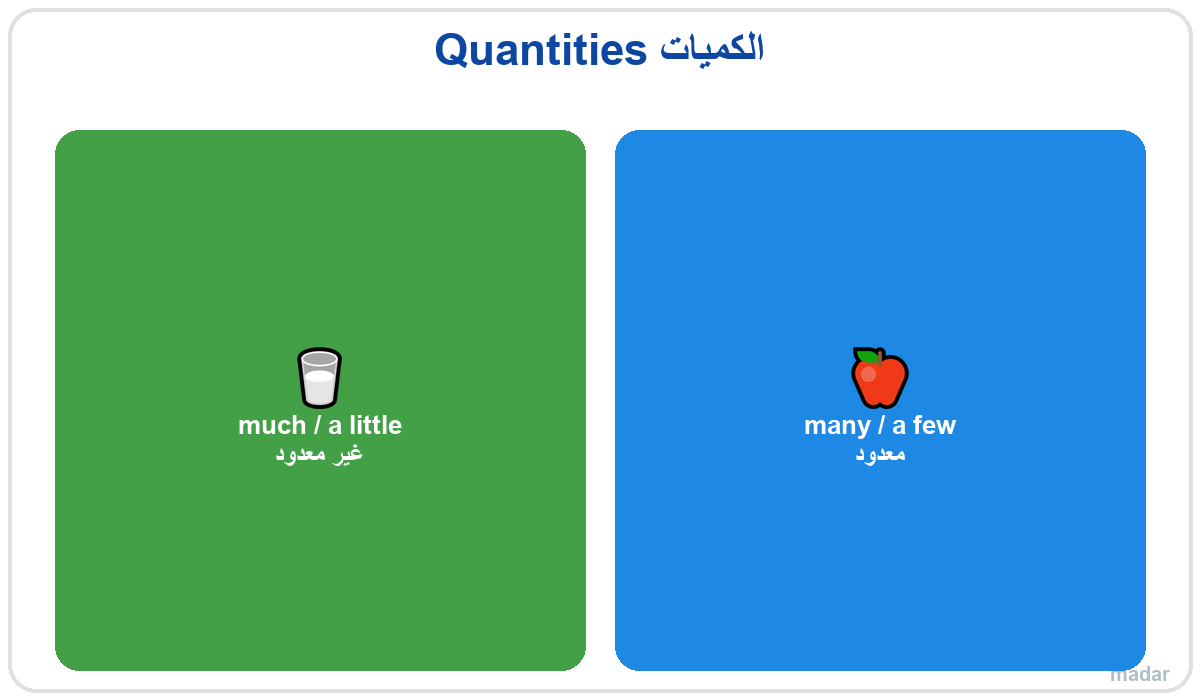 Quantities الكميات
much / a little
غير معدود
many / a few
معدود
madar